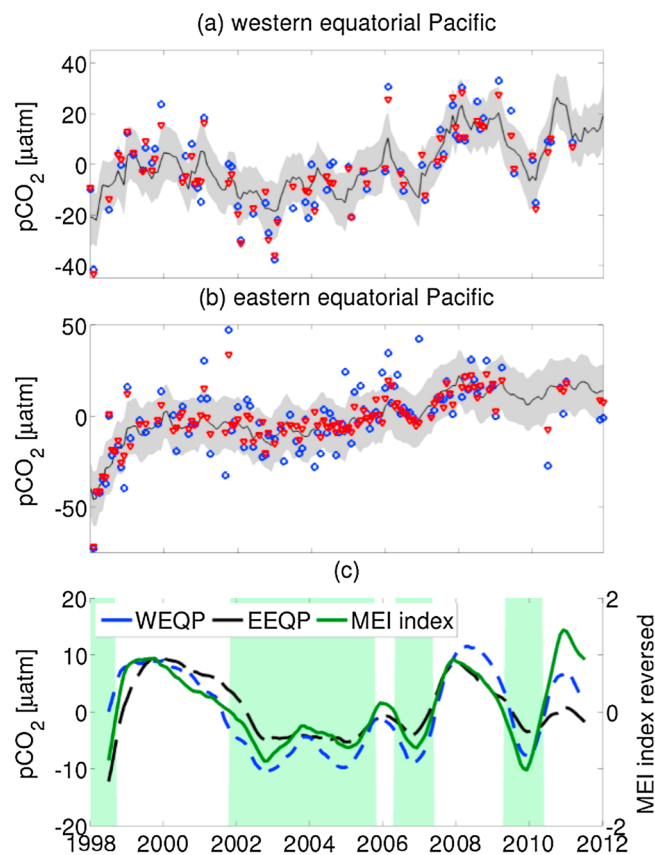 (a) western equatorial Pacific
pCO2 [µatm]
40
20
0
-20
-40
(b) eastern equatorial Pacific
pCO2 [µatm]
50
0
-50
(c)
WEQP EEQP MEI index
pCO2 [µatm]
20
10
0
-10
-20
2
0
-2
MEI index reversed
1998 2000 2002 2004 2006 2008 2010 2012